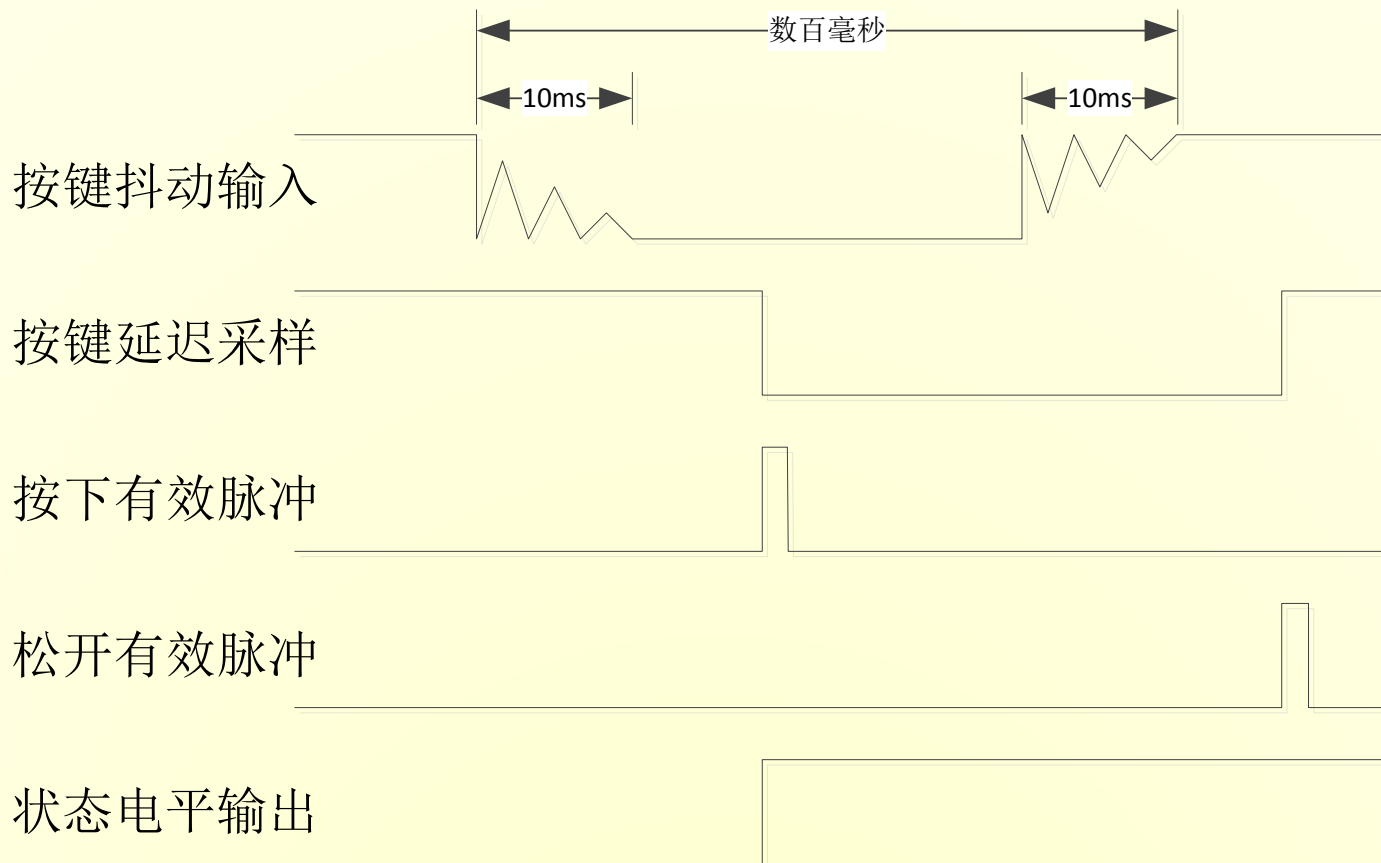 数百毫秒
10ms
10ms
按键抖动输入
按键延迟采样
按下有效脉冲
松开有效脉冲
状态电平输出